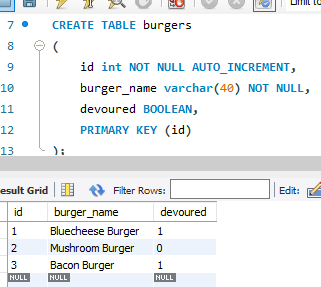 Limit to
7 CREATE TABLE burgers
8 (
9 id int NOT NULL AUTO_INCREMENT,
10 burger_name varchar(40) NOT NULL,
11 devoured BOOLEAN,
12 PRIMARY KEY (id)
13 );
esult Grid Filter Rows: Edit:
id burger_name devoured
1 Bluecheese Burger 1
2 Mushroom Burger 0
3 Bacon Burger 1
NULL NULL NULL